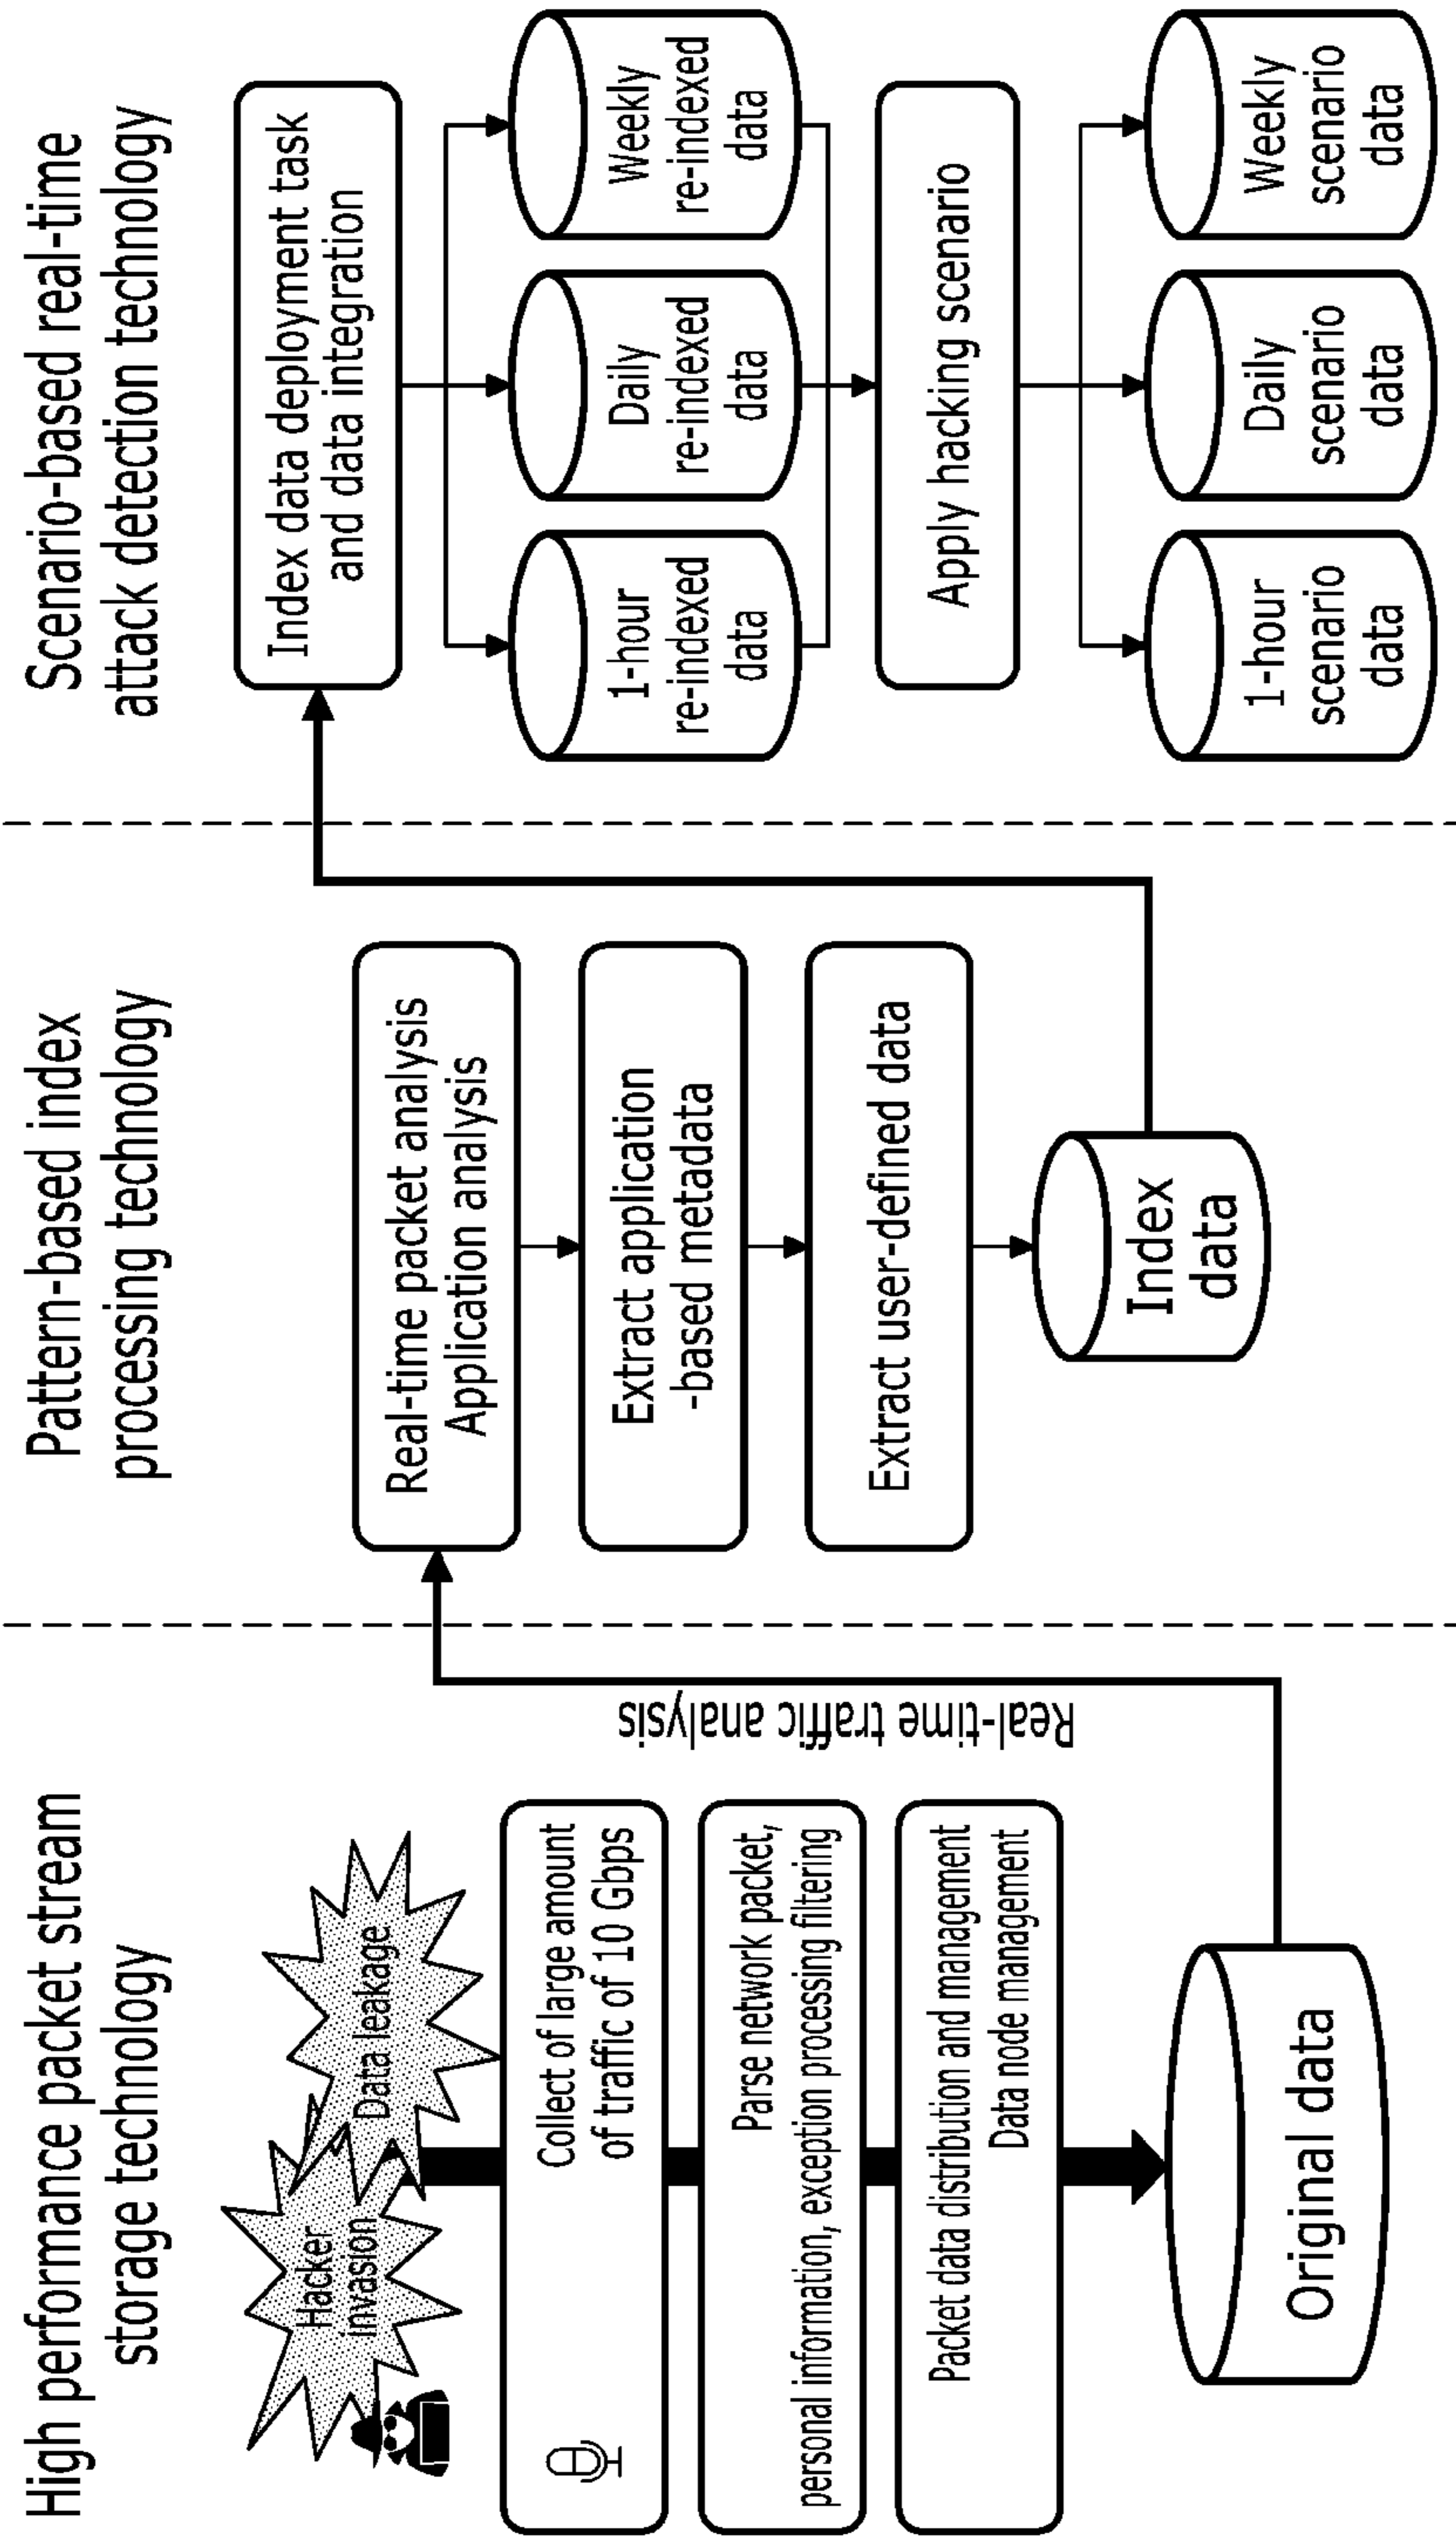 High performance packet stream
storage technology
Hacker
invasion
Data leakage
Collect of large amount
of traffic of 10 Gbps
Parse network packet,
personal information, exception processing filtering
Packet data distribution and management
Data node management
Original data
Real-time traffic analysis
Pattern-based index
processing technology
Real-time packet analysis
Application analysis
Extract application
-based metadata
Extract user-defined data
Index
data
Scenario-based real-time
attack detection technology
Index data deployment task
and data integration
1-hour
re-indexed
data
Daily
re-indexed
data
Weekly
re-indexed
data
Apply hacking scenario
1-hour
scenario
data
Daily
scenario
data
Weekly
scenario
data